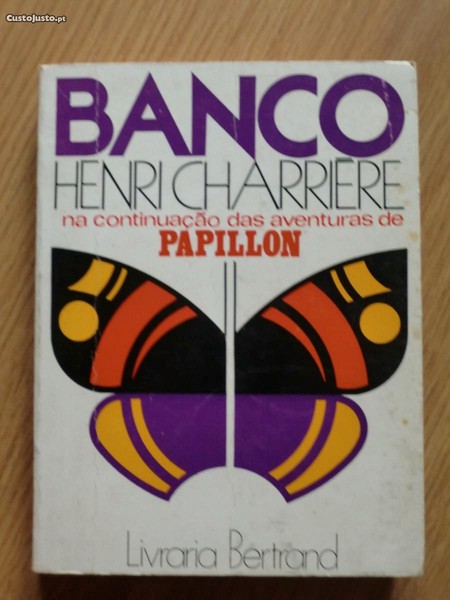 CustoJusto.pt
BANCO
HENRI CHARRIÈRE
na continuação das aventuras de
PAPILLON
Livraria Bertrand